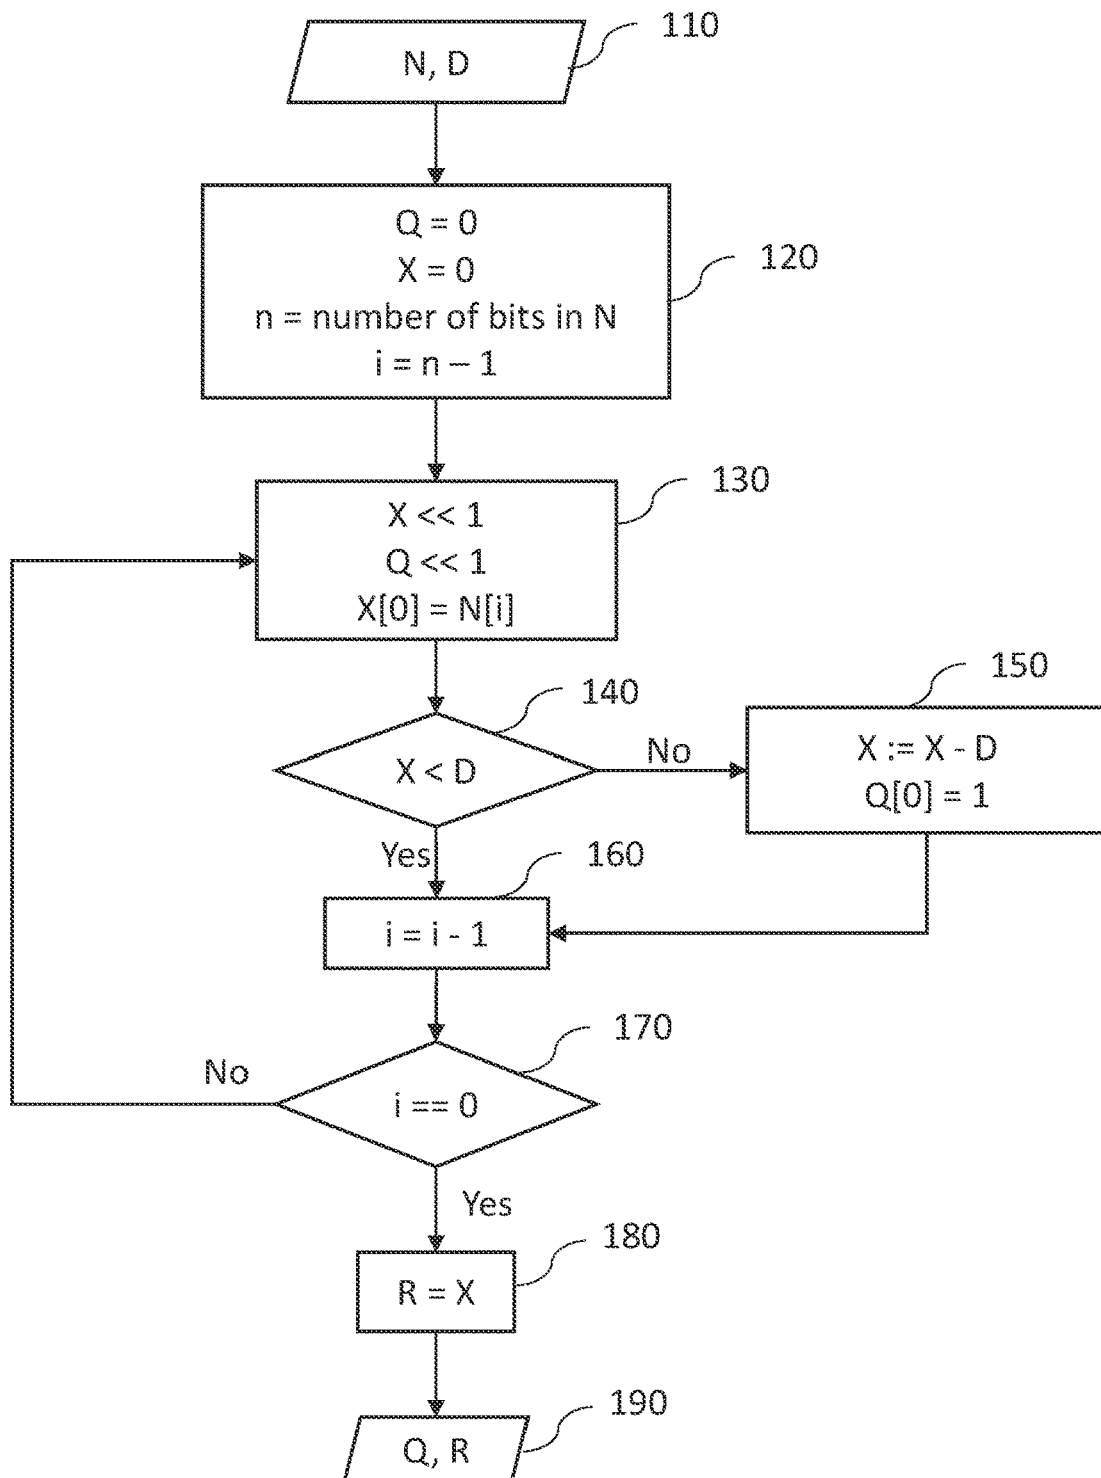 110
N, D
Q = 0
X = 0
n = number of bits in N
i = n – 1
120
130
X << 1
Q << 1
X[0] = N[i]
140
X < D
No
150
X := X - D
Q[0] = 1
Yes
160
i = i - 1
170
No
i == 0
Yes
180
R = X
190
Q, R